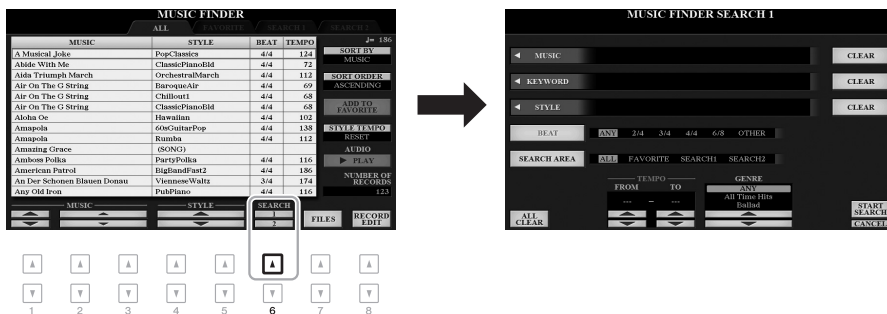 MUSIC FINDER
ALL FAVORITE SEARCH 1 SEARCH 2
MUSIC STYLE BEAT TEMPO ♩= 186
A Musical Joke PopClassics 4/4 124
Abide With Me ClassicPianoBld 4/4 72
Aida Triumph March OrchestralMarch 4/4 112
Air On The G String BaroqueAir 4/4 69
Air On The G String Chillout1 4/4 68
Air On The G String ClassicPianoBld 4/4 68
Aloha Oe Hawaiian 4/4 102
Amapola 60sGuitarPop 4/4 138
Amapola Rumba 4/4 112
Amazing Grace (SONG)
Amboss Polka PartyPolka 4/4 116
American Patrol BigBandFast2 4/4 186
An Der Schonen Blauen Donau VienneseWaltz 3/4 174
Any Old Iron PubPiano 4/4 116
SORT BY
MUSIC
SORT ORDER
ASCENDING
ADD TO
FAVORITE
STYLE TEMPO
RESET
AUDIO
▶ PLAY
NUMBER OF
RECORDS
123
MUSIC STYLE SEARCH
1
2
FILES
RECORD
EDIT
1 2 3 4 5 6 7 8
MUSIC FINDER SEARCH 1
MUSIC CLEAR
KEYWORD CLEAR
STYLE CLEAR
BEAT ANY 2/4 3/4 4/4 6/8 OTHER
SEARCH AREA ALL FAVORITE SEARCH1 SEARCH2
TEMPO GENRE
FROM TO
--- – ---
ANY
All Time Hits
Ballad
ALL
CLEAR
START
SEARCH
CANCEL